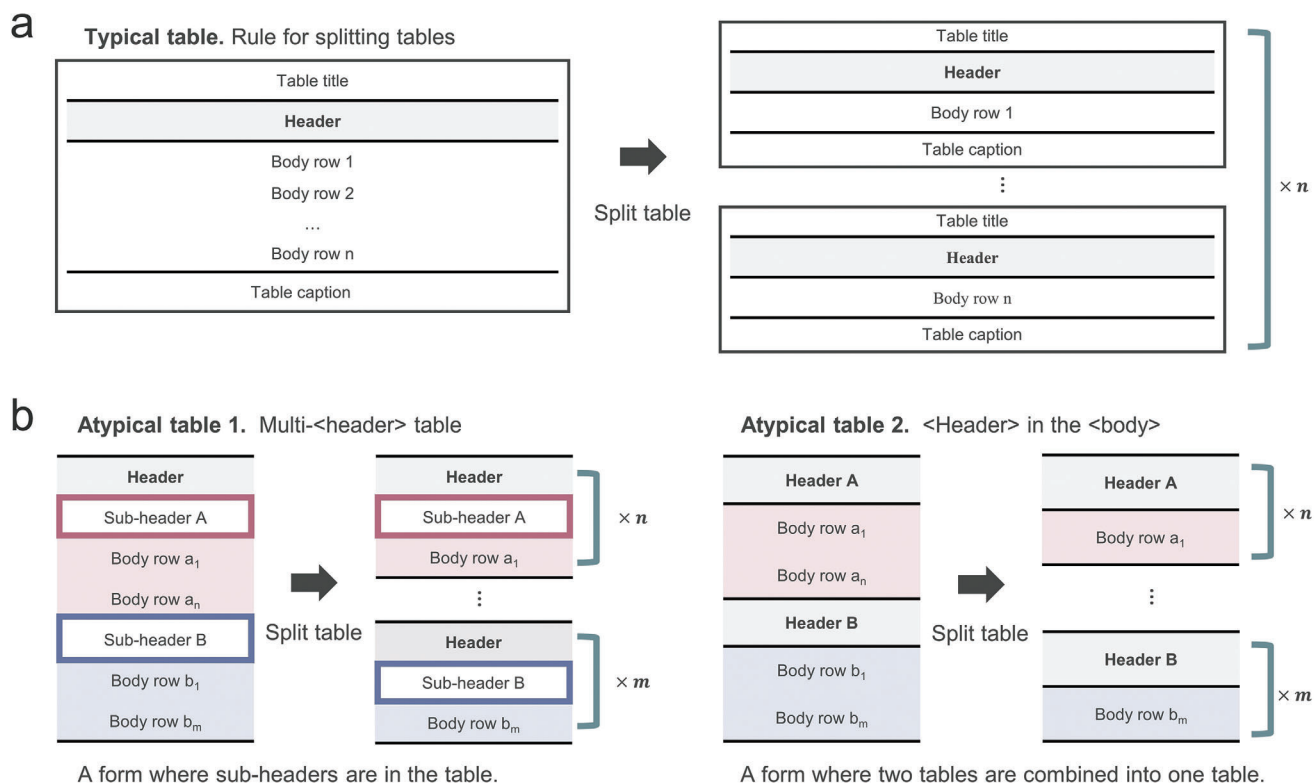 a
Typical table. Rule for splitting tables
Table title
Header
Body row 1
Body row 2
...
Body row n
Table caption
Split table
Table title
Header
Body row 1
Table caption
⋮
Table title
Header
Body row n
Table caption
× n
b
Atypical table 1. Multi-<header> table
Header
Sub-header A
Body row a₁
Body row aₙ
Sub-header B
Body row b₁
Body row bₘ
Split table
Header
Sub-header A
Body row a₁
× n
⋮
Header
Sub-header B
Body row bₘ
× m
A form where sub-headers are in the table.
Atypical table 2. <Header> in the <body>
Header A
Body row a₁
Body row aₙ
Header B
Body row b₁
Body row bₘ
Split table
Header A
Body row a₁
× n
⋮
Header B
Body row bₘ
× m
A form where two tables are combined into one table.